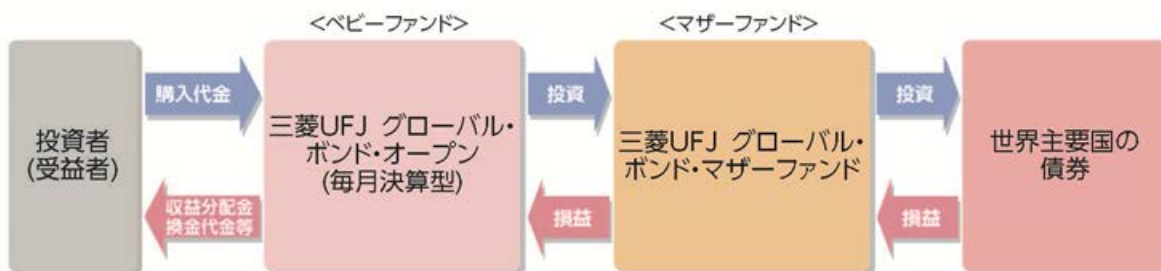 <ベビーファンド>
<マザーファンド>
投資者
(受益者)
購入代金
収益分配金
換金代金等
三菱UFJ グローバル・
ボンド・オープン
(毎月決算型)
投資
損益
三菱UFJ グローバル・
ボンド・マザーファンド
投資
損益
世界主要国の
債券